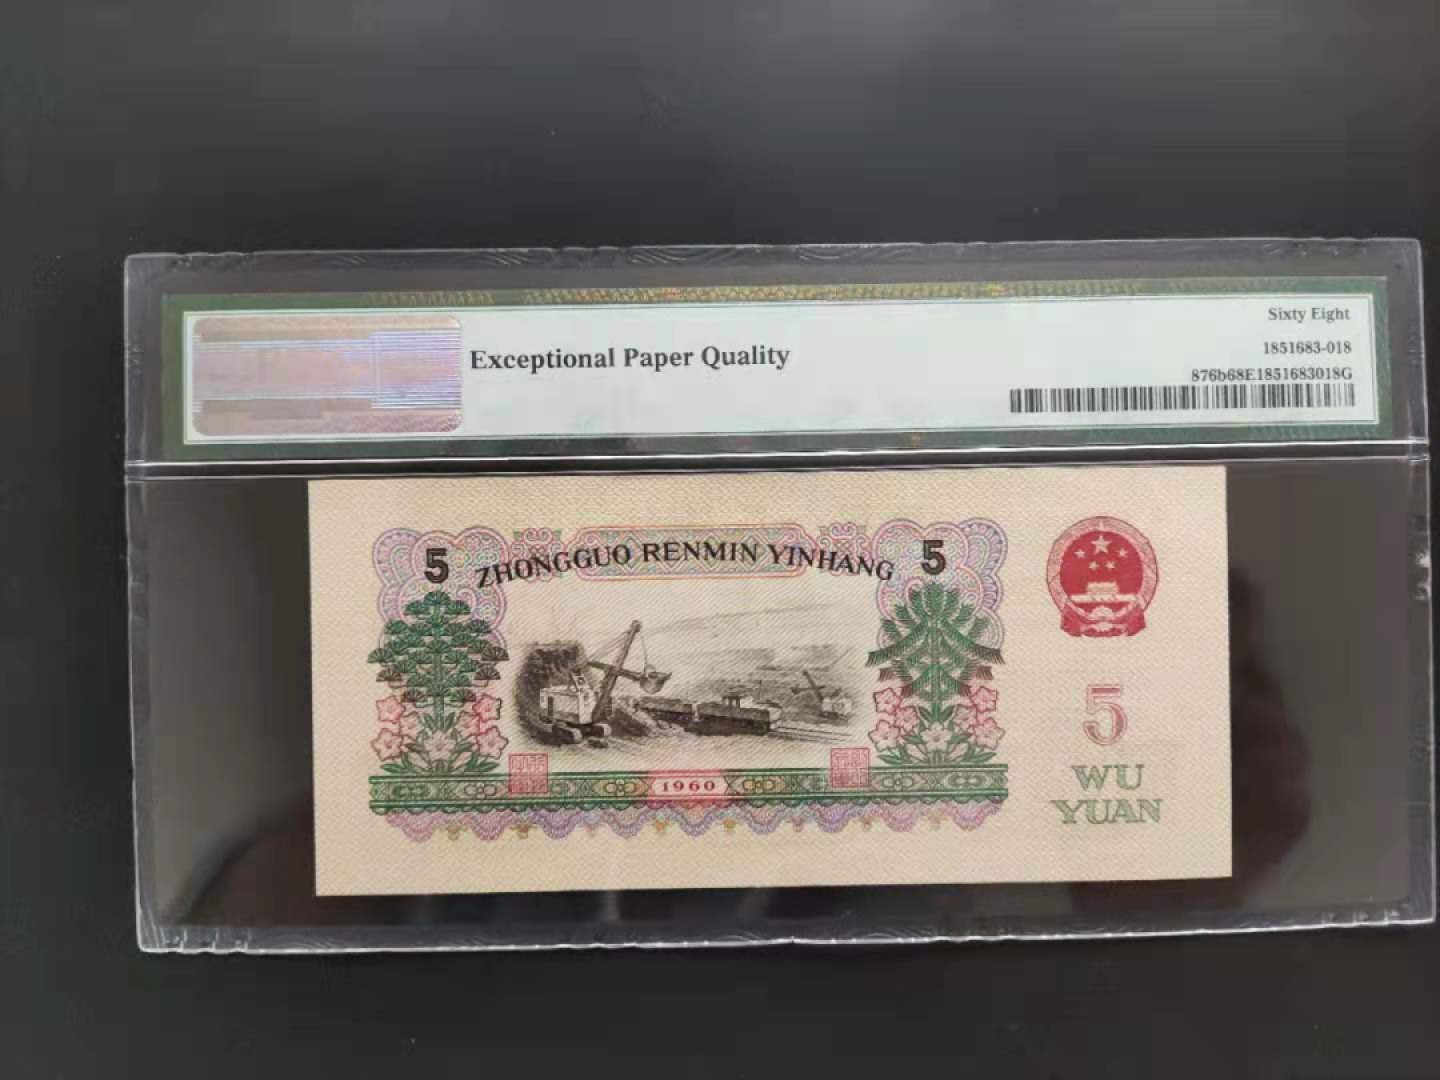 Sixty Eight
Exceptional Paper Quality
1851683-018
876b68E1851683018G
5 ZHONGGUO RENMIN YINHANG 5
5
WU
YUAN
1960